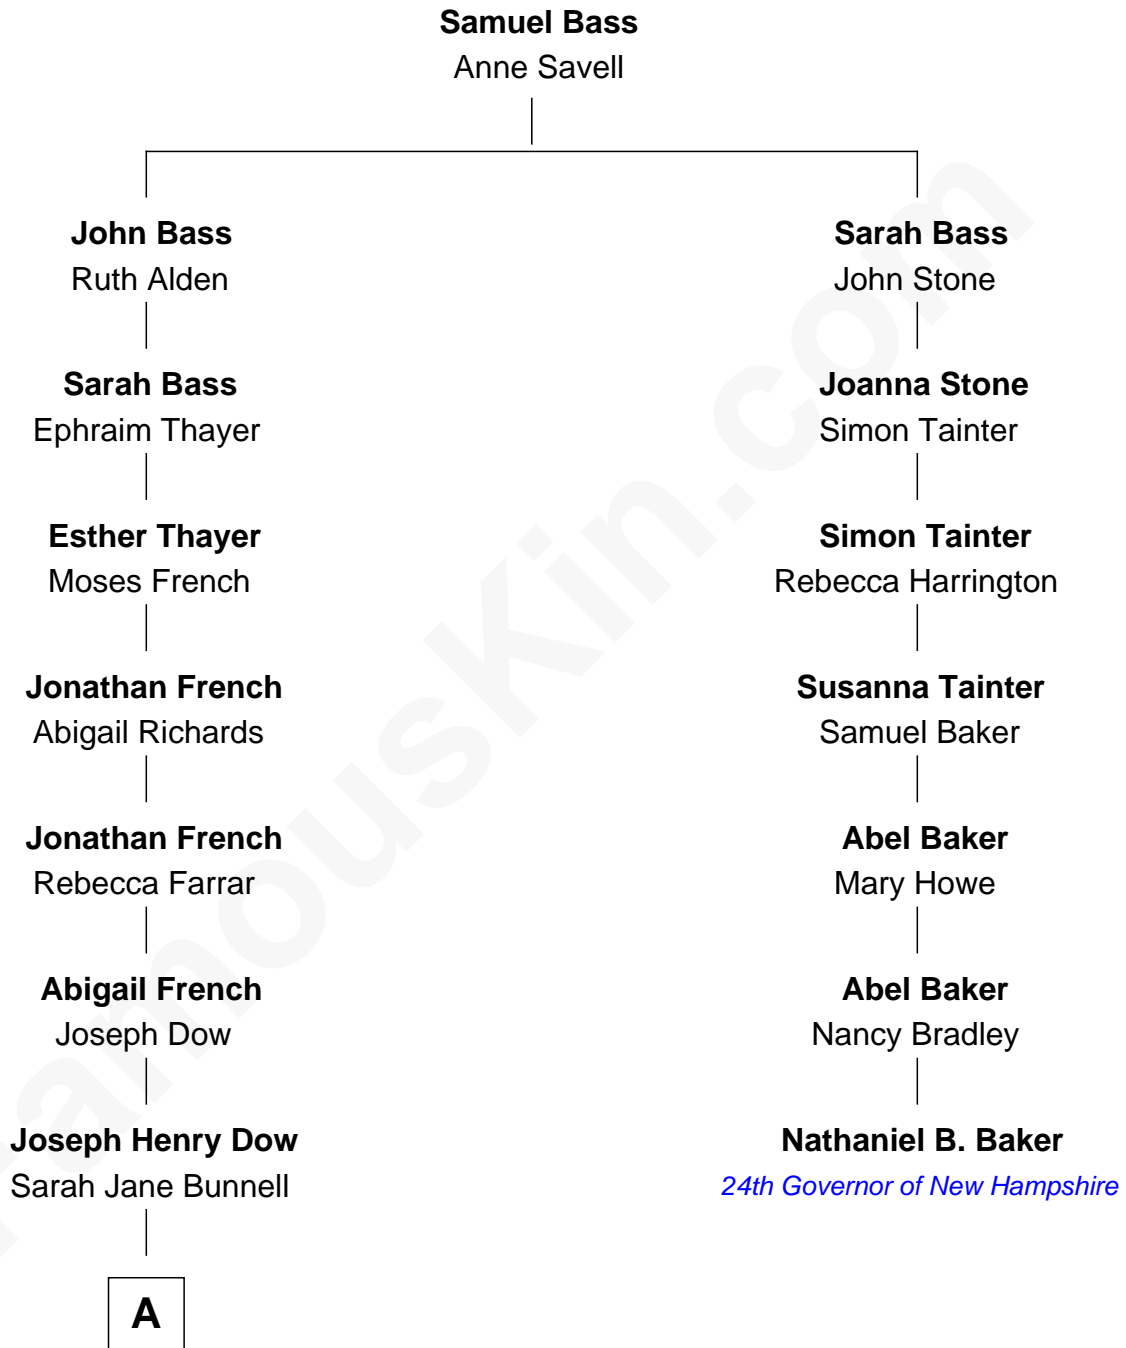 Samuel Bass
Anne Savell
John Bass
Ruth Alden
Sarah Bass
John Stone
Sarah Bass
Ephraim Thayer
Joanna Stone
Simon Tainter
Esther Thayer
Moses French
Simon Tainter
Rebecca Harrington
Jonathan French
Abigail Richards
Susanna Tainter
Samuel Baker
Jonathan French
Rebecca Farrar
Abel Baker
Mary Howe
Abigail French
Joseph Dow
Abel Baker
Nancy Bradley
Joseph Henry Dow
Sarah Jane Bunnell
Nathaniel B. Baker
24th Governor of New Hampshire
A
FamousKin.com